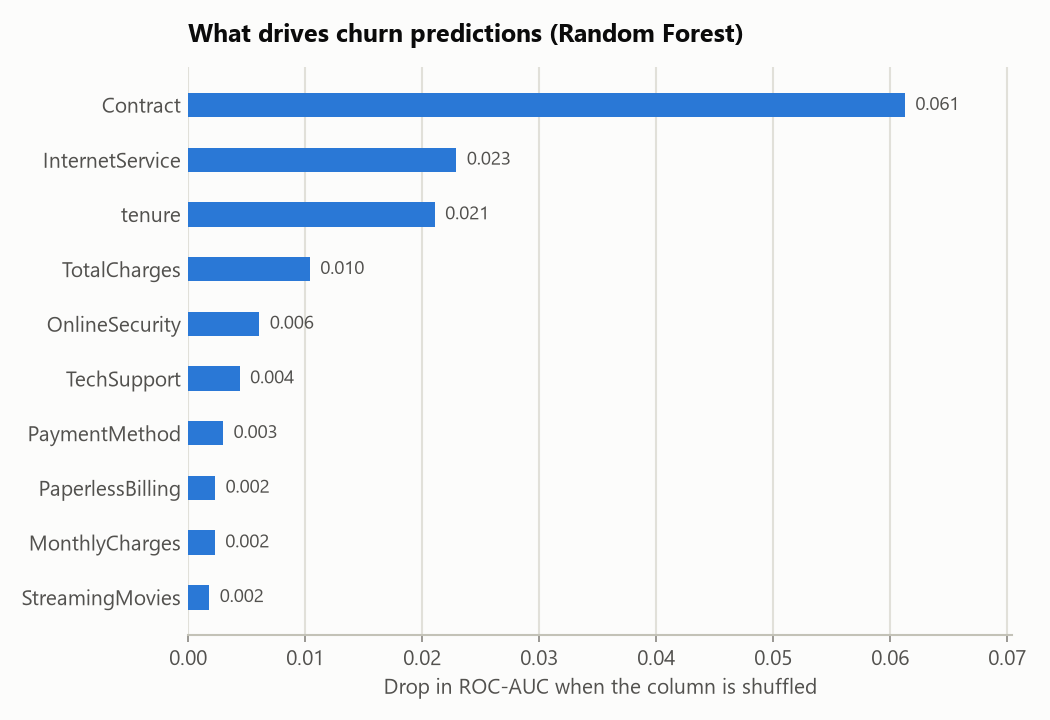 What drives churn predictions (Random Forest)
Contract 0.061
InternetService 0.023
tenure 0.021
TotalCharges 0.010
OnlineSecurity 0.006
TechSupport 0.004
PaymentMethod 0.003
PaperlessBilling 0.002
MonthlyCharges 0.002
StreamingMovies 0.002
0.00 0.01 0.02 0.03 0.04 0.05 0.06 0.07
Drop in ROC-AUC when the column is shuffled